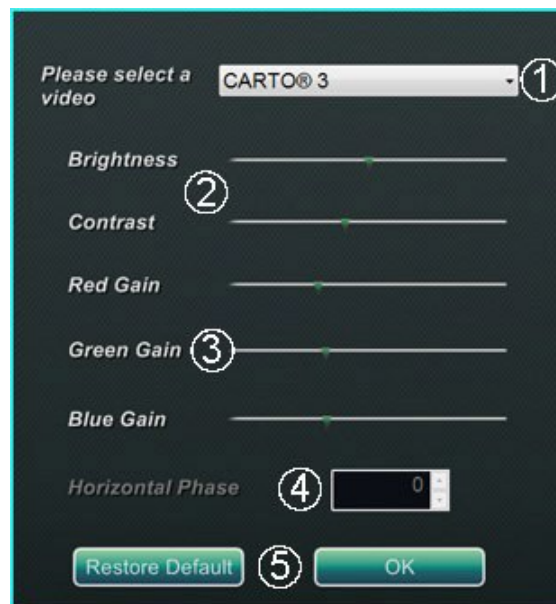 Please select a
video
CARTO® 3
1
Brightness
2
Contrast
Red Gain
Green Gain
3
Blue Gain
Horizontal Phase
4
0
Restore Default
5
OK